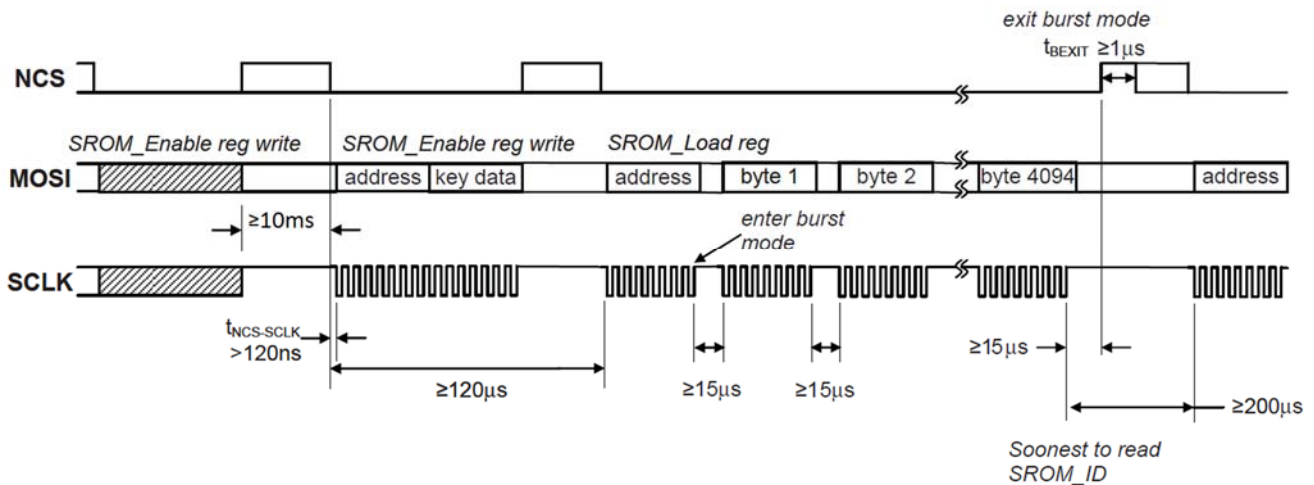 exit burst mode
tBEXIT ≥1μs
NCS
SROM_Enable reg write SROM_Enable reg write SROM_Load reg
MOSI address key data address byte 1 byte 2 byte 4094 address
≥10ms
enter burst
mode
SCLK
tNCS-SCLK
>120ns
≥120μs
≥15μs
≥15μs
≥15μs
≥200μs
Soonest to read
SROM_ID